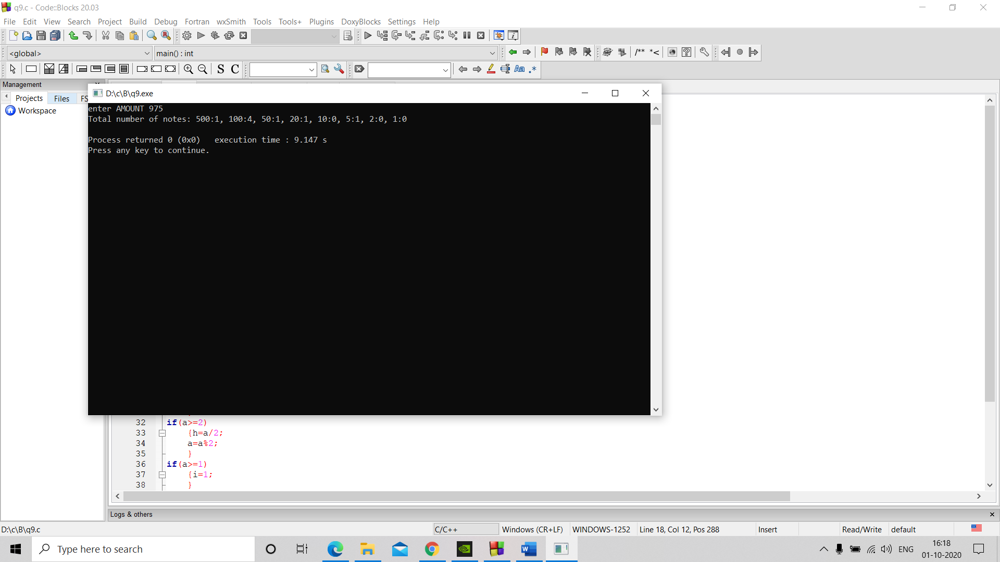 q9.c - Code::Blocks 20.03
File Edit View Search Project Build Debug Fortran wxSmith Tools Tools+ Plugins DoxyBlocks Settings Help
<global> main() : int
/** *<
S C Aa .*
Management
Projects Files FS
Workspace
D:\c\B\q9.exe
enter AMOUNT 975
Total number of notes: 500:1, 100:4, 50:1, 20:1, 10:0, 5:1, 2:0, 1:0
Process returned 0 (0x0)   execution time : 9.147 s
Press any key to continue.
32 if(a>=2)
33 {h=a/2;
34 a=a%2;
35 }
36 if(a>=1)
37 {i=1;
38 }
Logs & others
D:\c\B\q9.c C/C++ Windows (CR+LF) WINDOWS-1252 Line 18, Col 12, Pos 288 Insert Read/Write default
Type here to search
ENG
16:18
01-10-2020